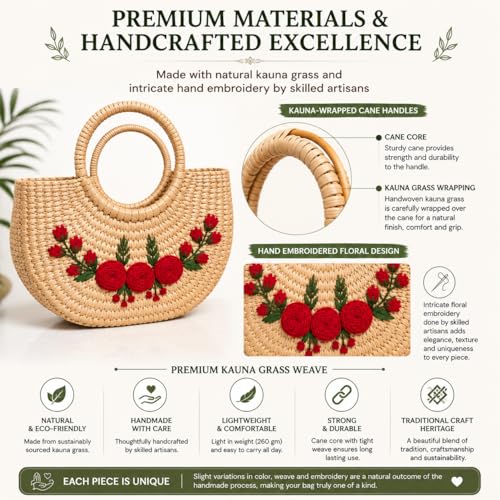 PREMIUM MATERIALS &
HANDCRAFTED EXCELLENCE
Made with natural kauna grass and
intricate hand embroidery by skilled artisans
KAUNA-WRAPPED CANE HANDLES
CANE CORE
Sturdy cane provides
strength and durability
to the handle.
KAUNA GRASS WRAPPING
Handwoven kauna grass
is carefully wrapped over
the cane for a natural
finish, comfort and grip.
HAND EMBROIDERED FLORAL DESIGN
Intricate floral
embroidery
done by skilled
artisans adds
elegance, texture
and uniqueness
to every piece.
PREMIUM KAUNA GRASS WEAVE
NATURAL
& ECO-FRIENDLY
Made from sustainably
sourced kauna grass.
HANDMADE
WITH CARE
Thoughtfully handcrafted
by skilled artisans.
LIGHTWEIGHT
& COMFORTABLE
Light in weight (260 gm)
and easy to carry all day.
STRONG
& DURABLE
Cane core with tight
weave ensures long
lasting use.
TRADITIONAL CRAFT
HERITAGE
A beautiful blend of
tradition, craftsmanship
and sustainability.
EACH PIECE IS UNIQUE
Slight variations in color, weave and embroidery are a natural outcome of the
handmade process, making your bag truly one of a kind.